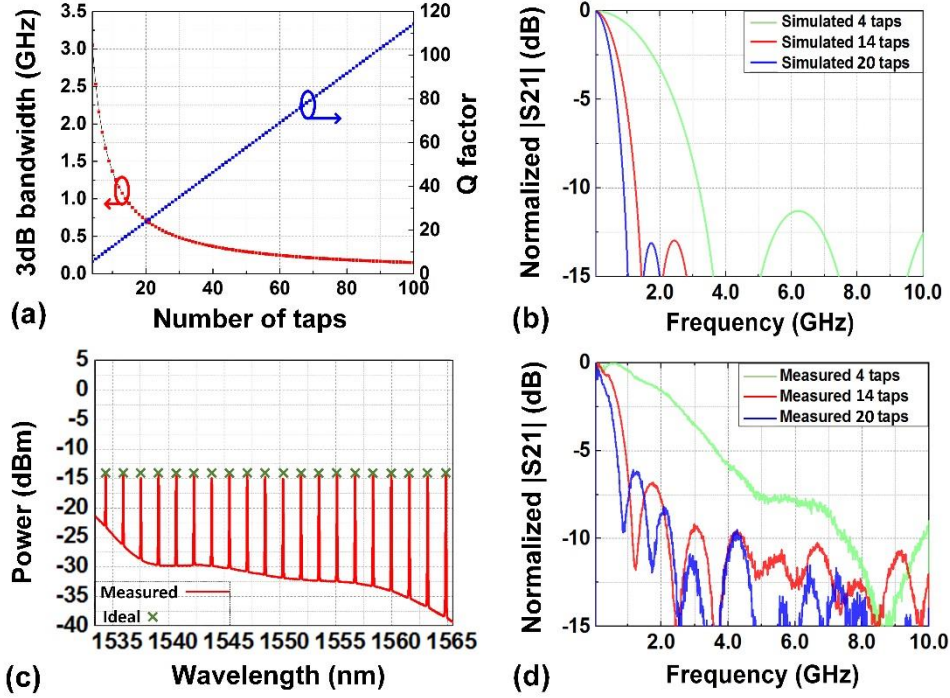 3.5
3.0
2.5
2.0
1.5
1.0
0.5
0.0
3dB bandwidth (GHz)
120
100
80
60
40
20
0
Q factor
20
40
60
80
100
Number of taps
(a)
Simulated 4 taps
Simulated 14 taps
Simulated 20 taps
0
-5
-10
-15
Normalized |S21| (dB)
2.0
4.0
6.0
8.0
10.0
Frequency (GHz)
(b)
5
0
-5
-10
-15
-20
-25
-30
-35
-40
Power (dBm)
Measured
Ideal
1535
1540
1545
1550
1555
1560
1565
Wavelength (nm)
(c)
Measured 4 taps
Measured 14 taps
Measured 20 taps
0
-5
-10
-15
Normalized |S21| (dB)
2.0
4.0
6.0
8.0
10.0
Frequency (GHz)
(d)